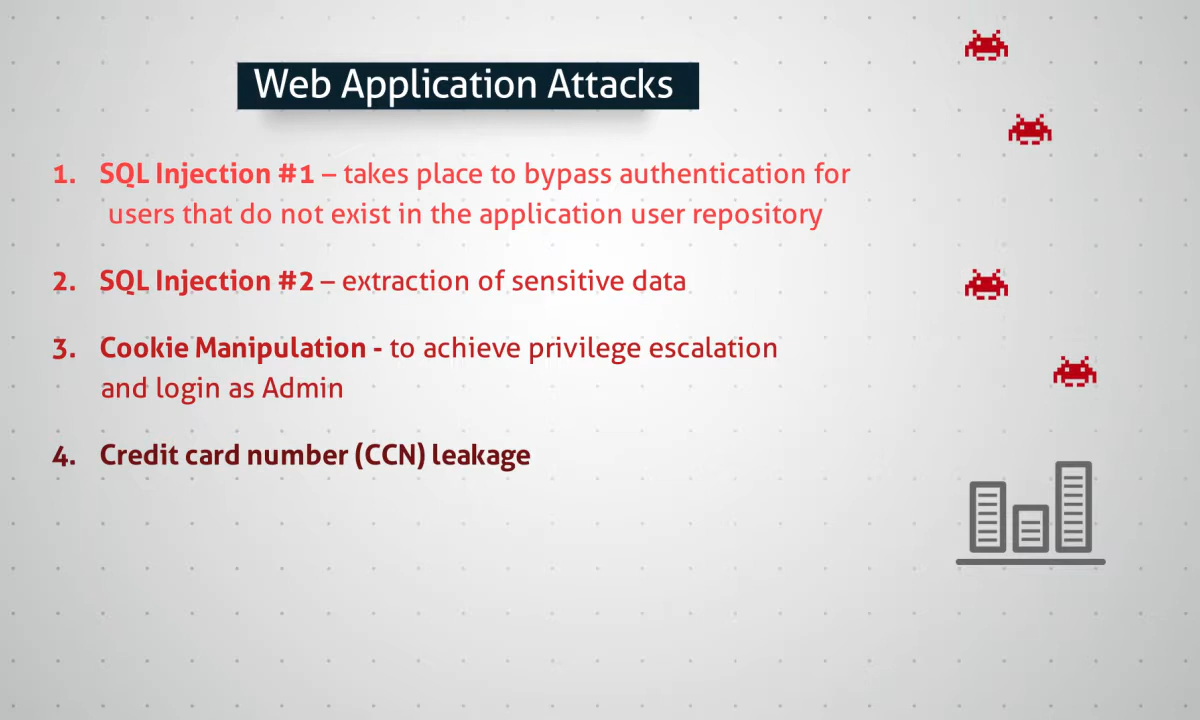 Web Application Attacks
1. SQL Injection #1 – takes place to bypass authentication for
users that do not exist in the application user repository
2. SQL Injection #2 – extraction of sensitive data
3. Cookie Manipulation - to achieve privilege escalation
and login as Admin
4. Credit card number (CCN) leakage